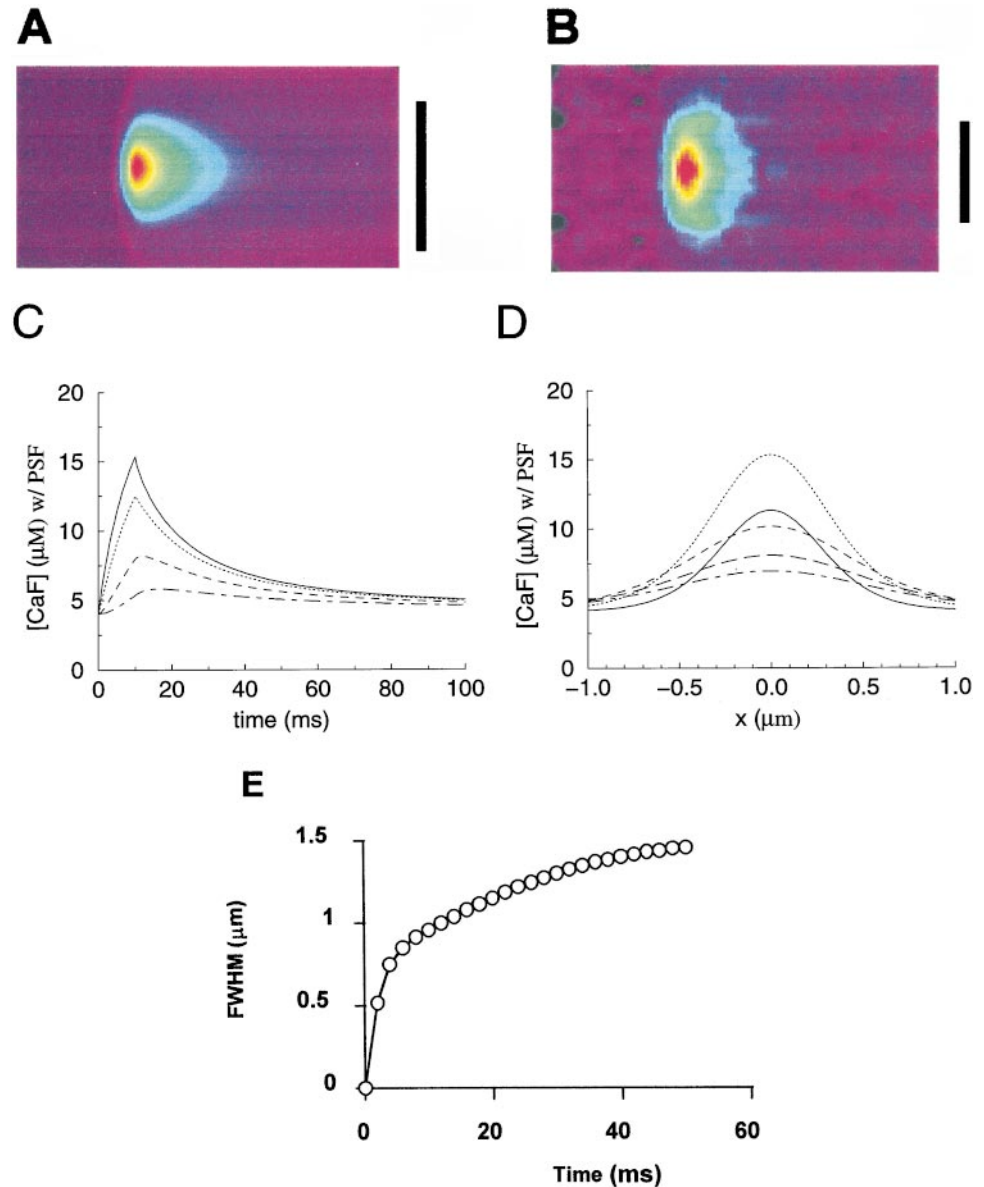 A
B
C
D
20
15
10
5
0
[CaF] (μM) w/ PSF
0 20 40 60 80 100
time (ms)
20
15
10
5
0
[CaF] (μM) w/ PSF
−1.0 −0.5 0.0 0.5 1.0
x (μm)
E
1.5
1
0.5
0
FWHM (μm)
0 20 40 60
Time (ms)